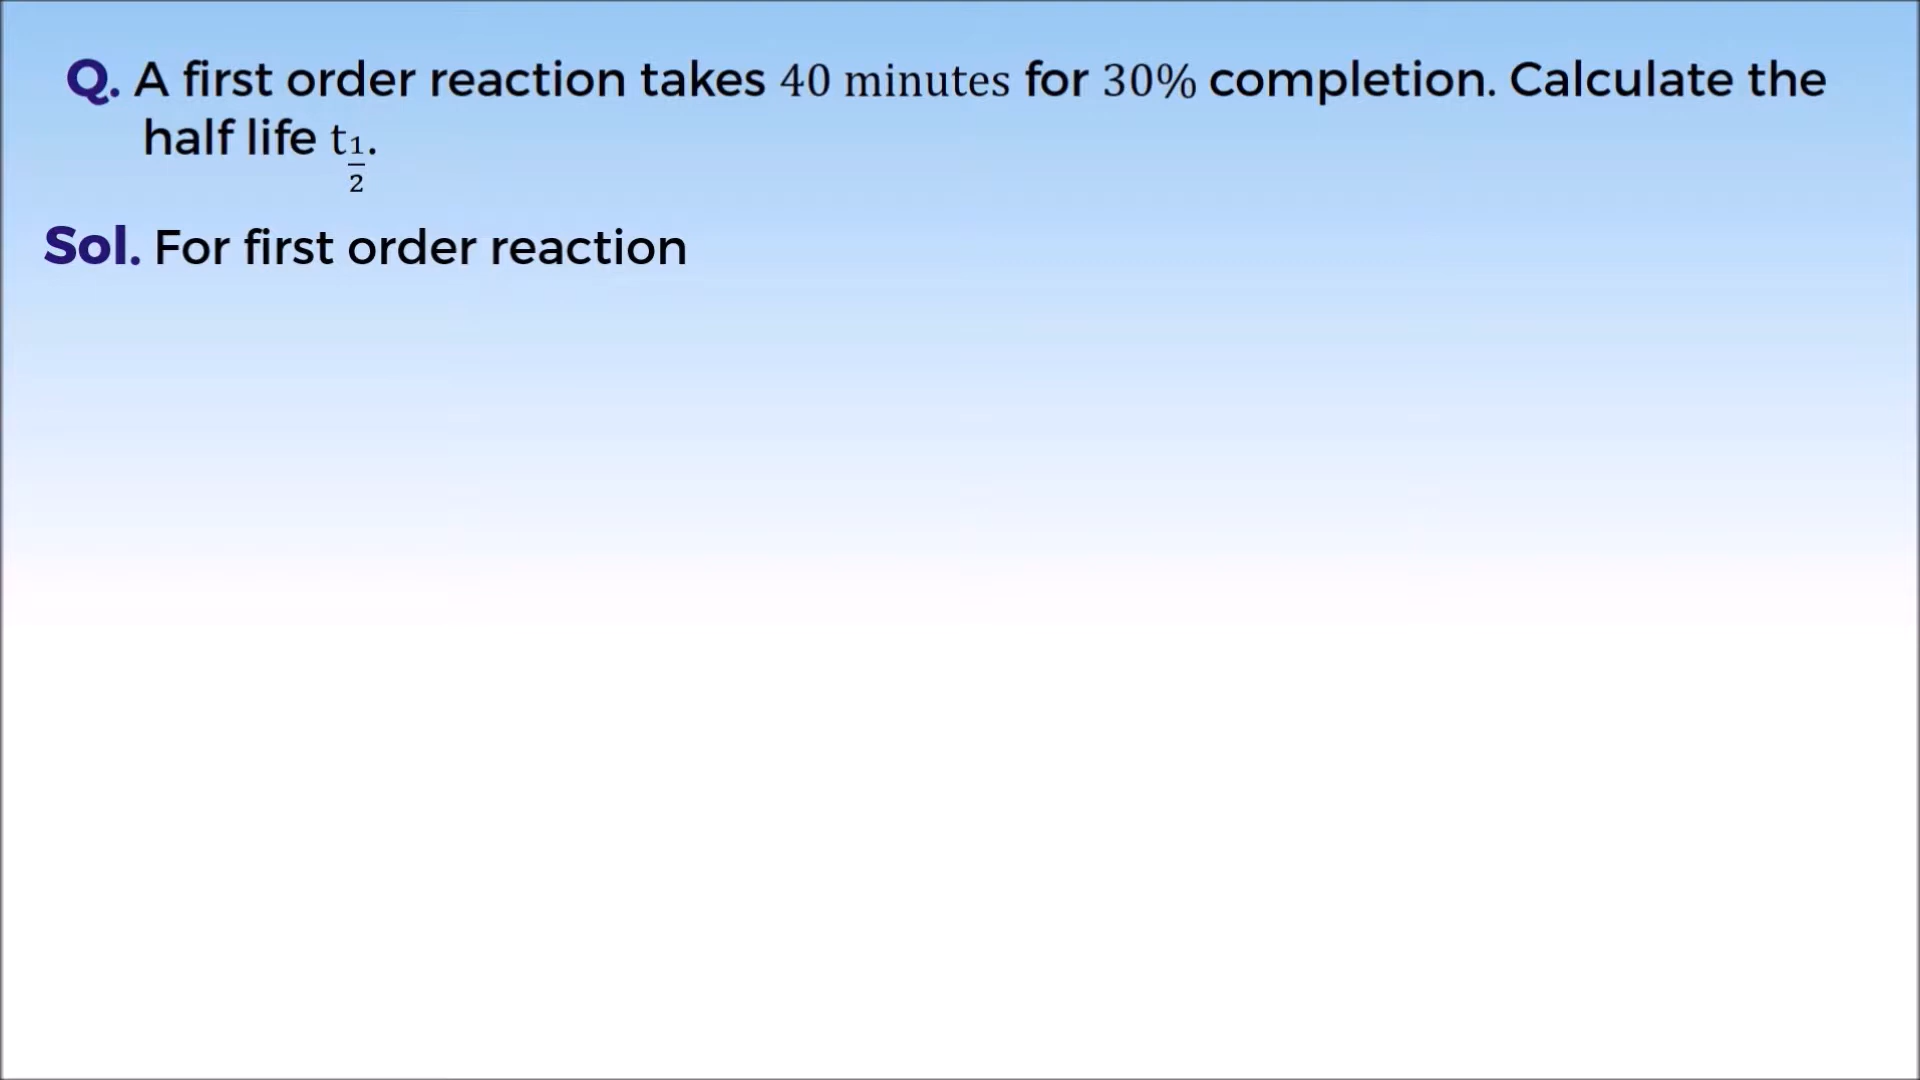 Q. A first order reaction takes 40 minutes for 30% completion. Calculate the
half life t1/2.
Sol. For first order reaction